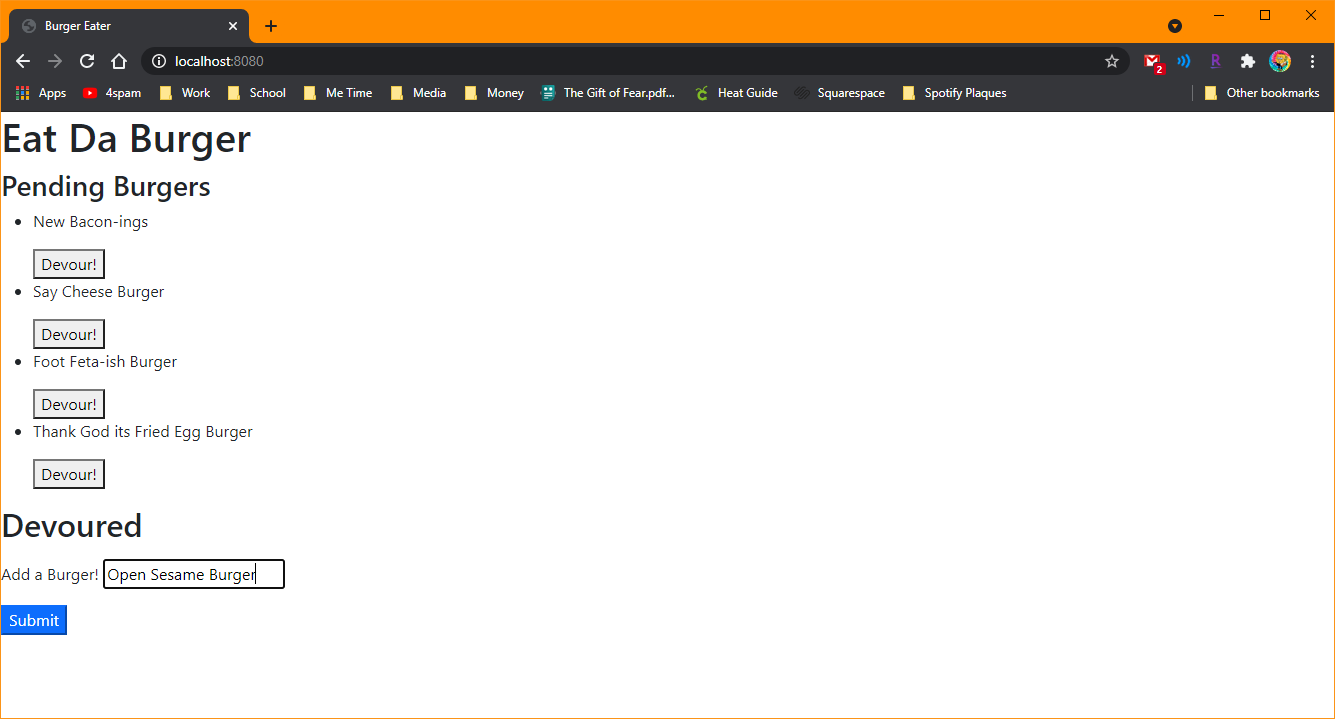 Burger Eater
localhost:8080
2
R
Apps 4spam Work School Me Time Media Money The Gift of Fear.pdf... Heat Guide Squarespace Spotify Plaques Other bookmarks
Eat Da Burger
Pending Burgers
New Bacon-ings
Devour!
Say Cheese Burger
Devour!
Foot Feta-ish Burger
Devour!
Thank God its Fried Egg Burger
Devour!
Devoured
Add a Burger! Open Sesame Burger
Submit